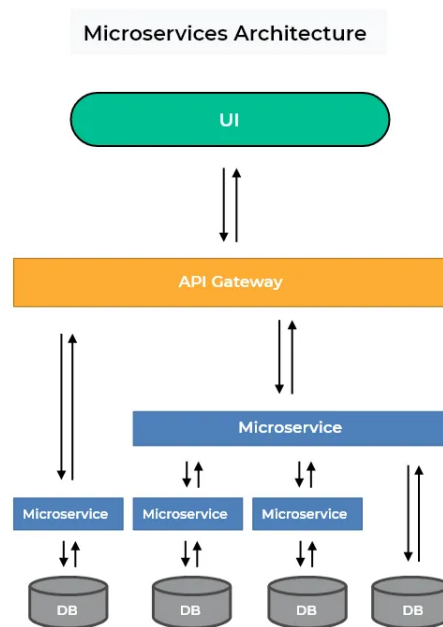 Microservices Architecture
UI
API Gateway
Microservice
Microservice
Microservice
Microservice
DB
DB
DB
DB